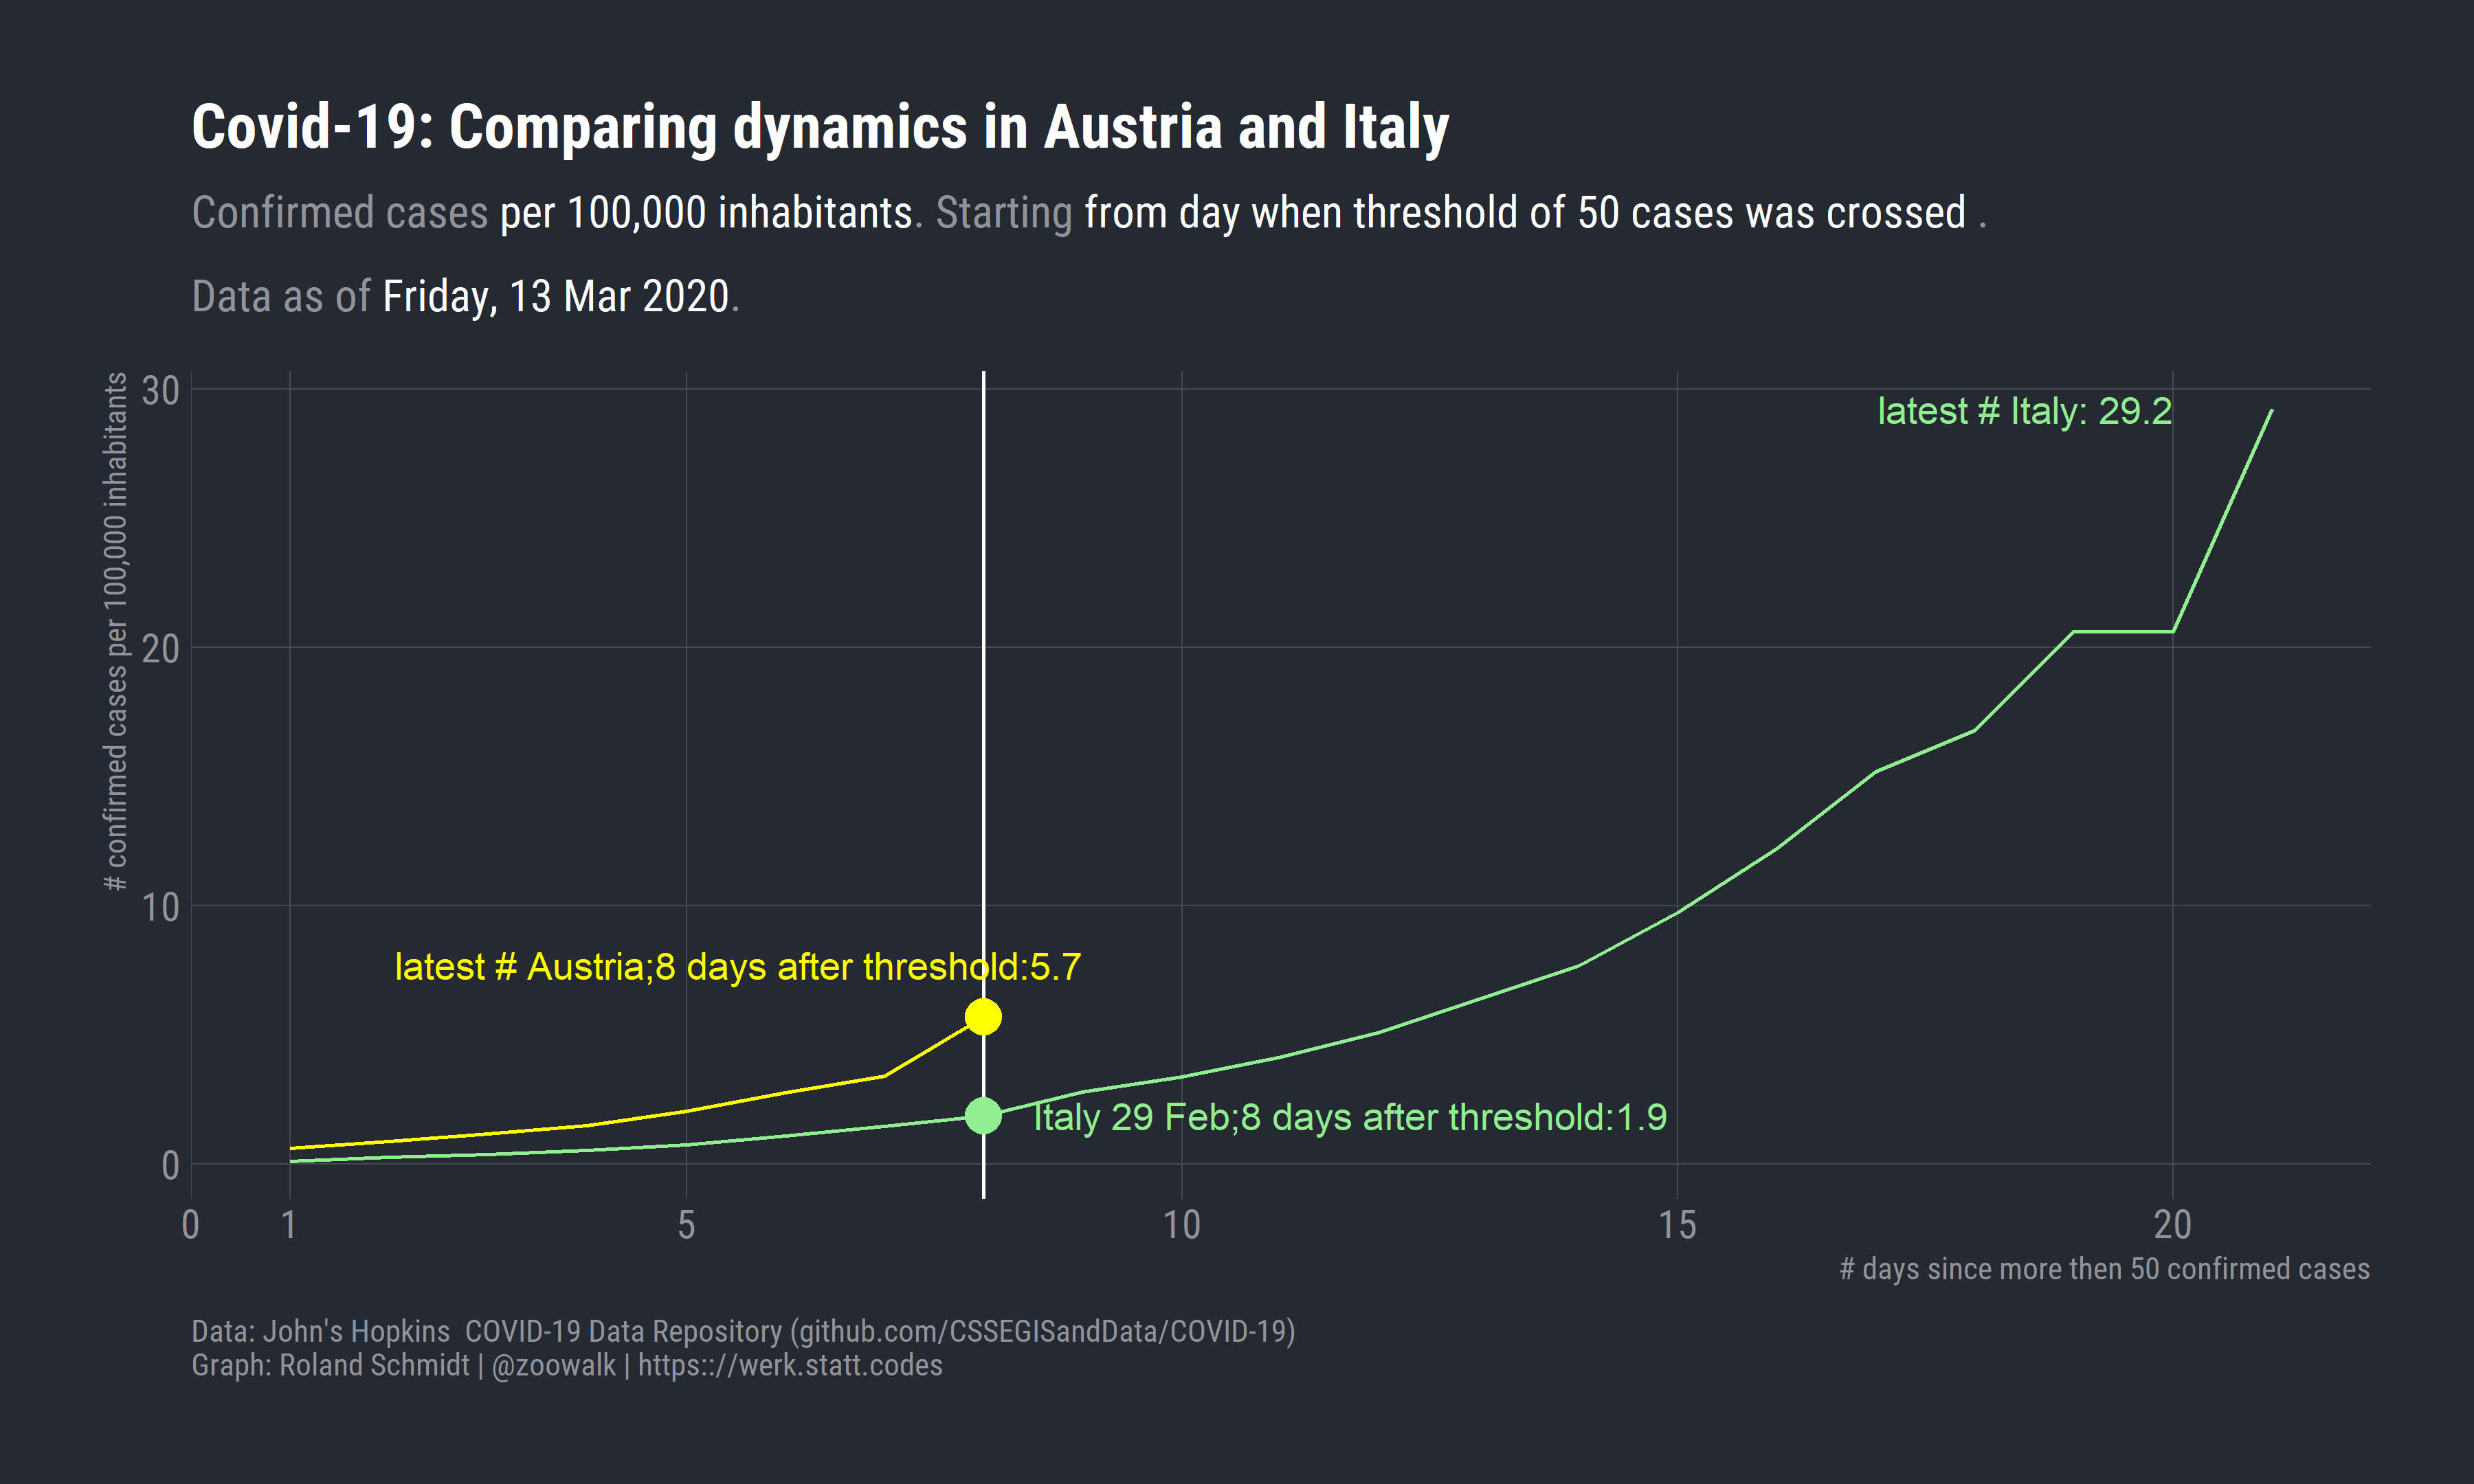 Covid-19: Comparing dynamics in Austria and Italy
Confirmed cases per 100,000 inhabitants. Starting from day when threshold of 50 cases was crossed .
Data as of Friday, 13 Mar 2020.
# confirmed cases per 100,000 inhabitants
30
20
10
0
latest # Italy: 29.2
latest # Austria;8 days after threshold:5.7
Italy 29 Feb;8 days after threshold:1.9
0 1 5 10 15 20
# days since more then 50 confirmed cases
Data: John's Hopkins  COVID-19 Data Repository (github.com/CSSEGISandData/COVID-19)
Graph: Roland Schmidt | @zoowalk | https:://werk.statt.codes